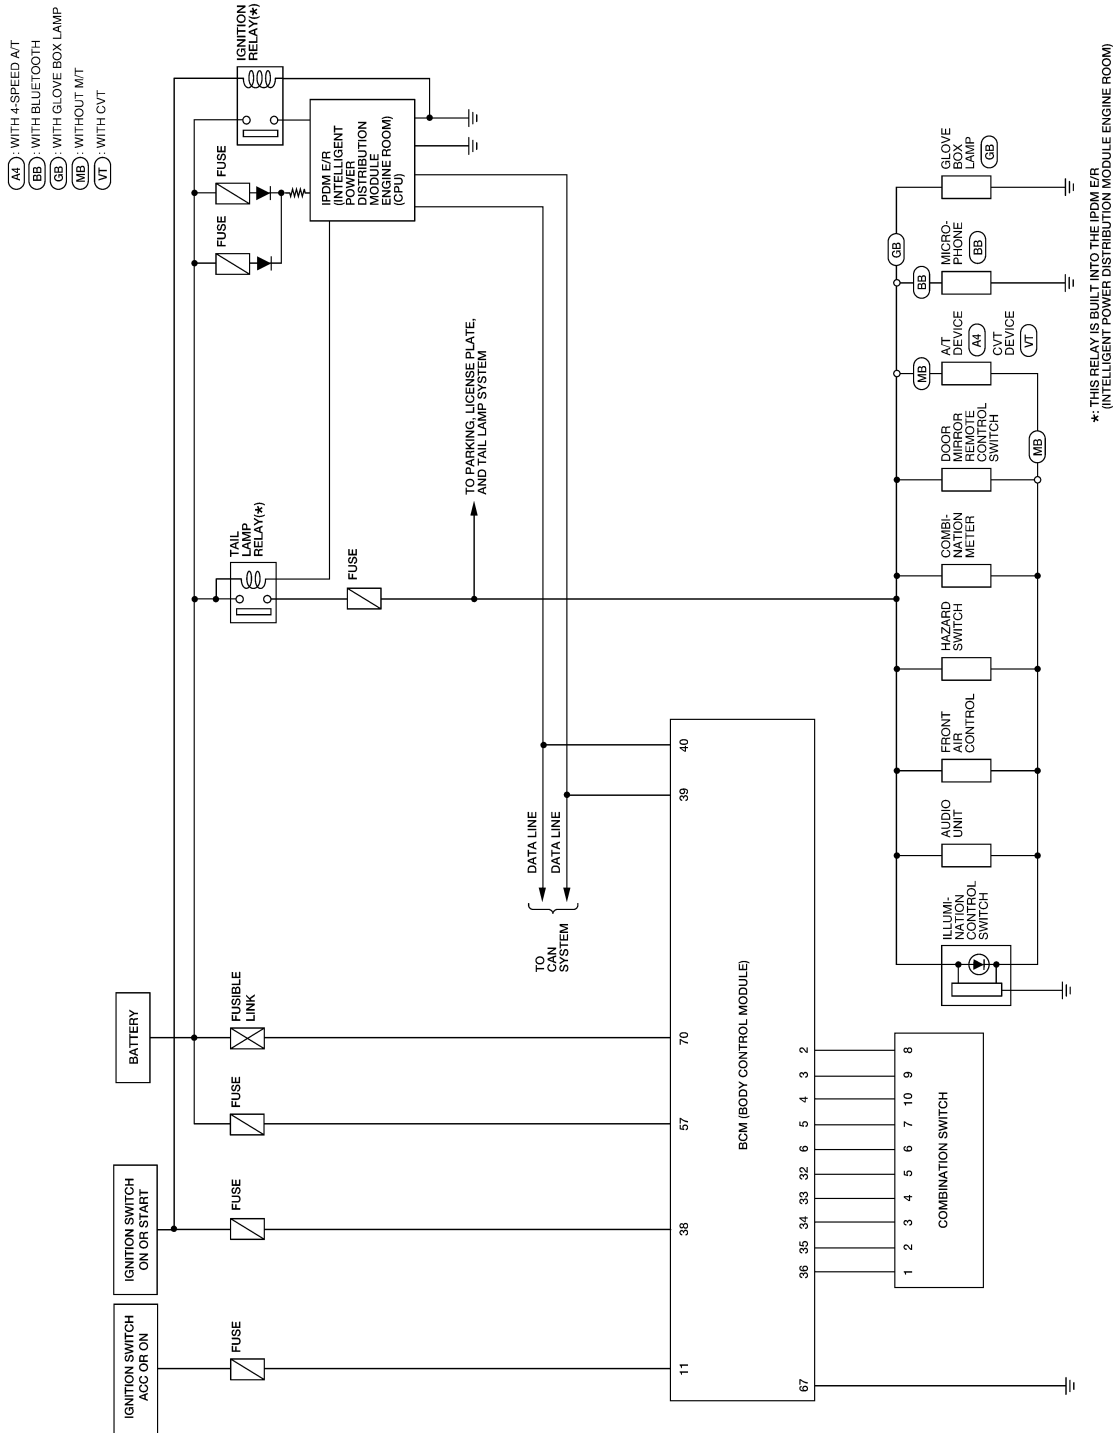 A4 : WITH 4-SPEED A/T
BB : WITH BLUETOOTH
GB : WITH GLOVE BOX LAMP
MB : WITHOUT M/T
VT : WITH CVT
IGNITION
RELAY(*)
FUSE
FUSE
IPDM E/R
(INTELLIGENT
POWER
DISTRIBUTION
MODULE
ENGINE ROOM)
(CPU)
TAIL
LAMP
RELAY(*)
FUSE
TO PARKING, LICENSE PLATE,
AND TAIL LAMP SYSTEM
BATTERY
FUSIBLE
LINK
FUSE
IGNITION SWITCH
ON OR START
FUSE
IGNITION SWITCH
ACC OR ON
FUSE
DATA LINE
DATA LINE
TO
CAN
SYSTEM
40
39
70
57
38
11
BCM (BODY CONTROL MODULE)
2
3
4
5
6
32
33
34
35
36
67
8
9
10
7
6
5
4
3
2
1
COMBINATION SWITCH
ILLUMI-
NATION
CONTROL
SWITCH
AUDIO
UNIT
FRONT
AIR
CONTROL
HAZARD
SWITCH
COMBI-
NATION
METER
DOOR
MIRROR
REMOTE
CONTROL
SWITCH
MB
MB
A/T
DEVICE
A4
CVT
DEVICE
VT
BB
MICRO-
PHONE
BB
GB
GLOVE
BOX
LAMP
GB
*: THIS RELAY IS BUILT INTO THE IPDM E/R
(INTELLIGENT POWER DISTRIBUTION MODULE ENGINE ROOM)